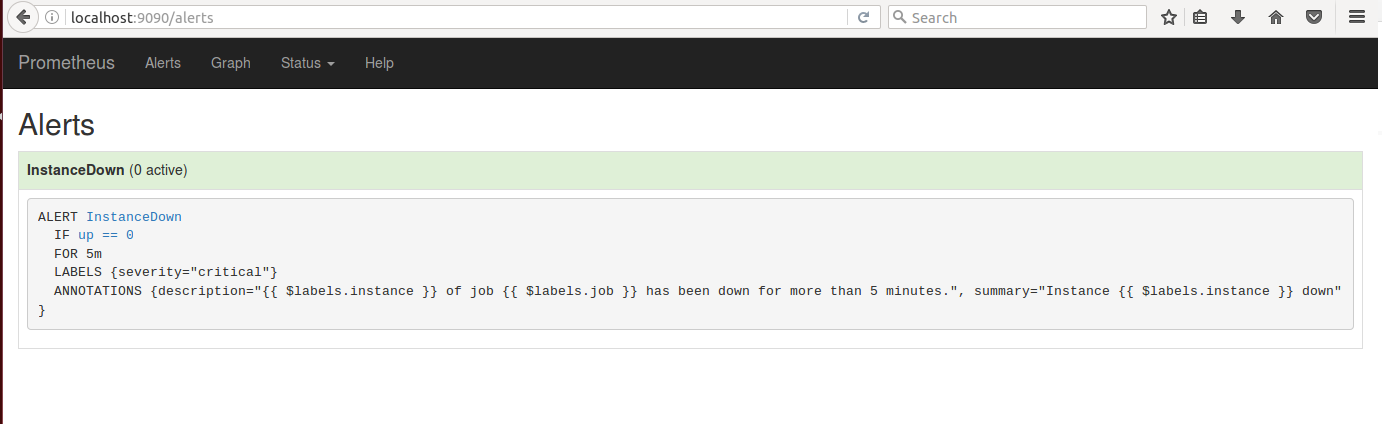 localhost:9090/alerts
Search
Prometheus Alerts Graph Status Help
Alerts
InstanceDown (0 active)
ALERT InstanceDown
IF up == 0
FOR 5m
LABELS {severity="critical"}
ANNOTATIONS {description="{{ $labels.instance }} of job {{ $labels.job }} has been down for more than 5 minutes.", summary="Instance {{ $labels.instance }} down"
}